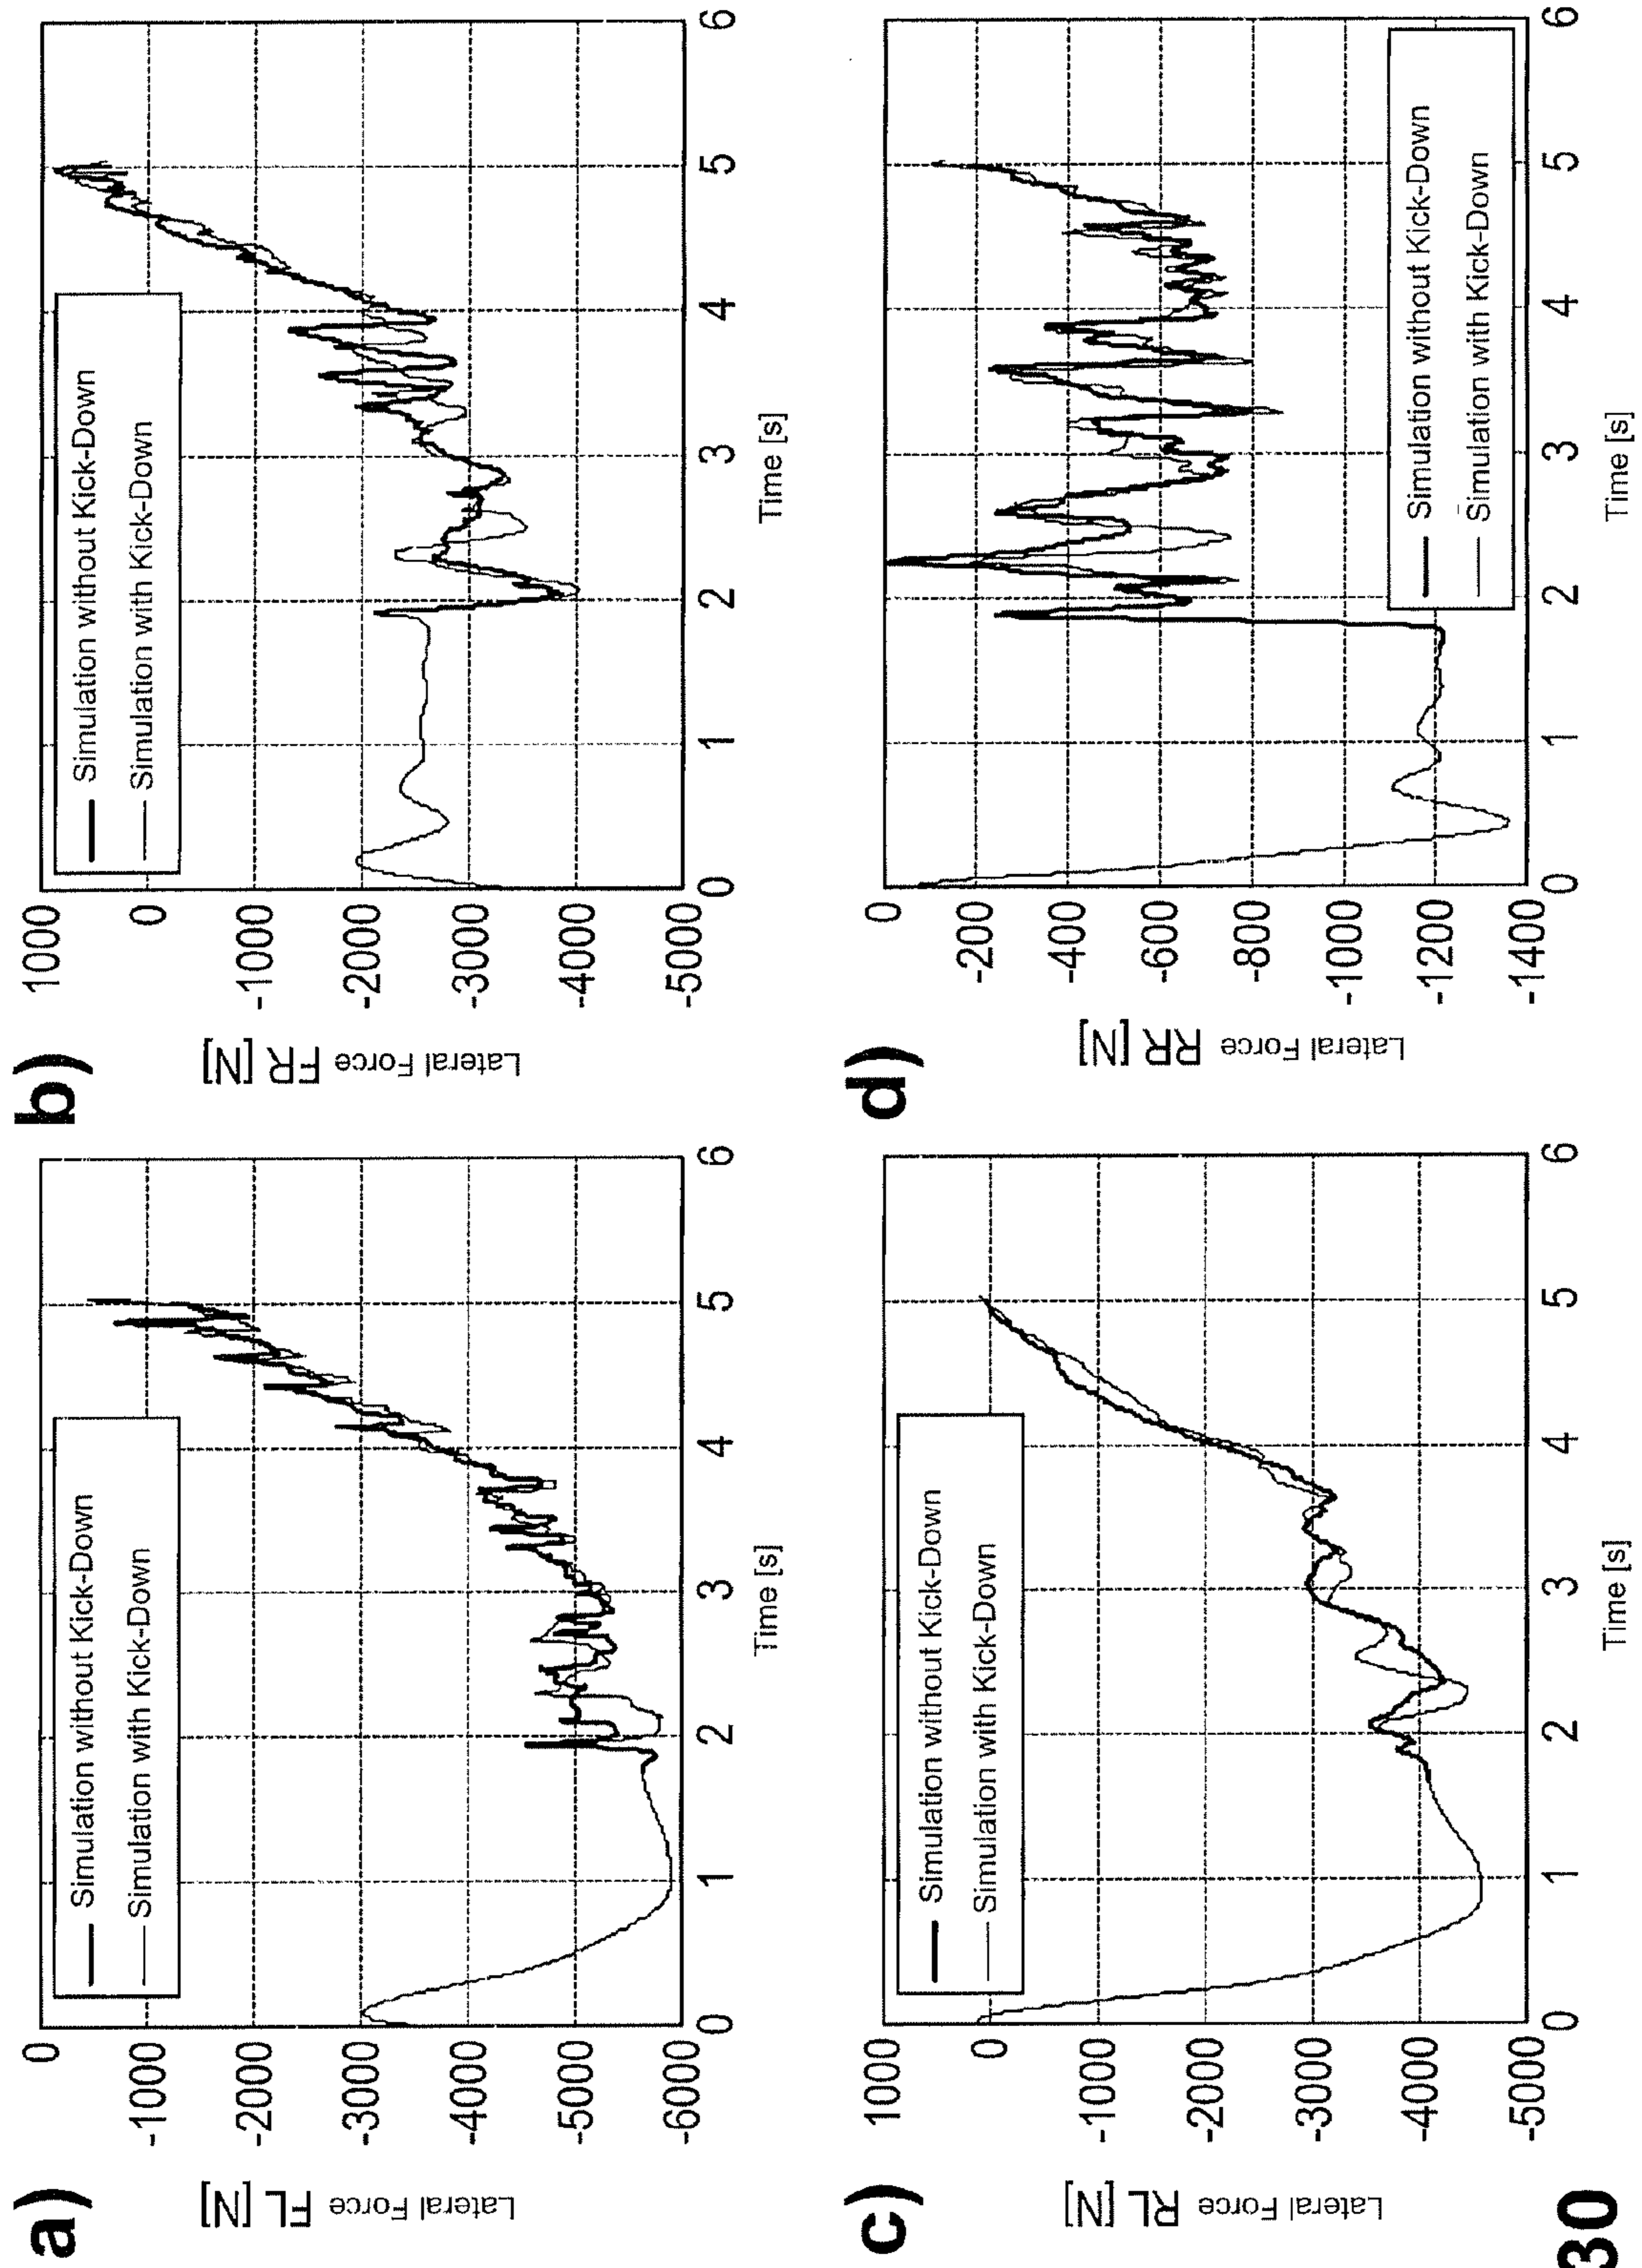 a)
Lateral Force FL [N]
0
-1000
-2000
-3000
-4000
-5000
-6000
Simulation without Kick-Down
Simulation with Kick-Down
0 1 2 3 4 5 6
Time [s]
b)
Lateral Force FR [N]
1000
0
-1000
-2000
-3000
-4000
-5000
Simulation without Kick-Down
Simulation with Kick-Down
0 1 2 3 4 5 6
Time [s]
c)
Lateral Force RL [N]
1000
0
-1000
-2000
-3000
-4000
-5000
Simulation without Kick-Down
Simulation with Kick-Down
0 1 2 3 4 5 6
Time [s]
d)
Lateral Force RR [N]
0
-200
-400
-600
-800
-1000
-1200
-1400
Simulation without Kick-Down
Simulation with Kick-Down
0 1 2 3 4 5 6
Time [s]
30